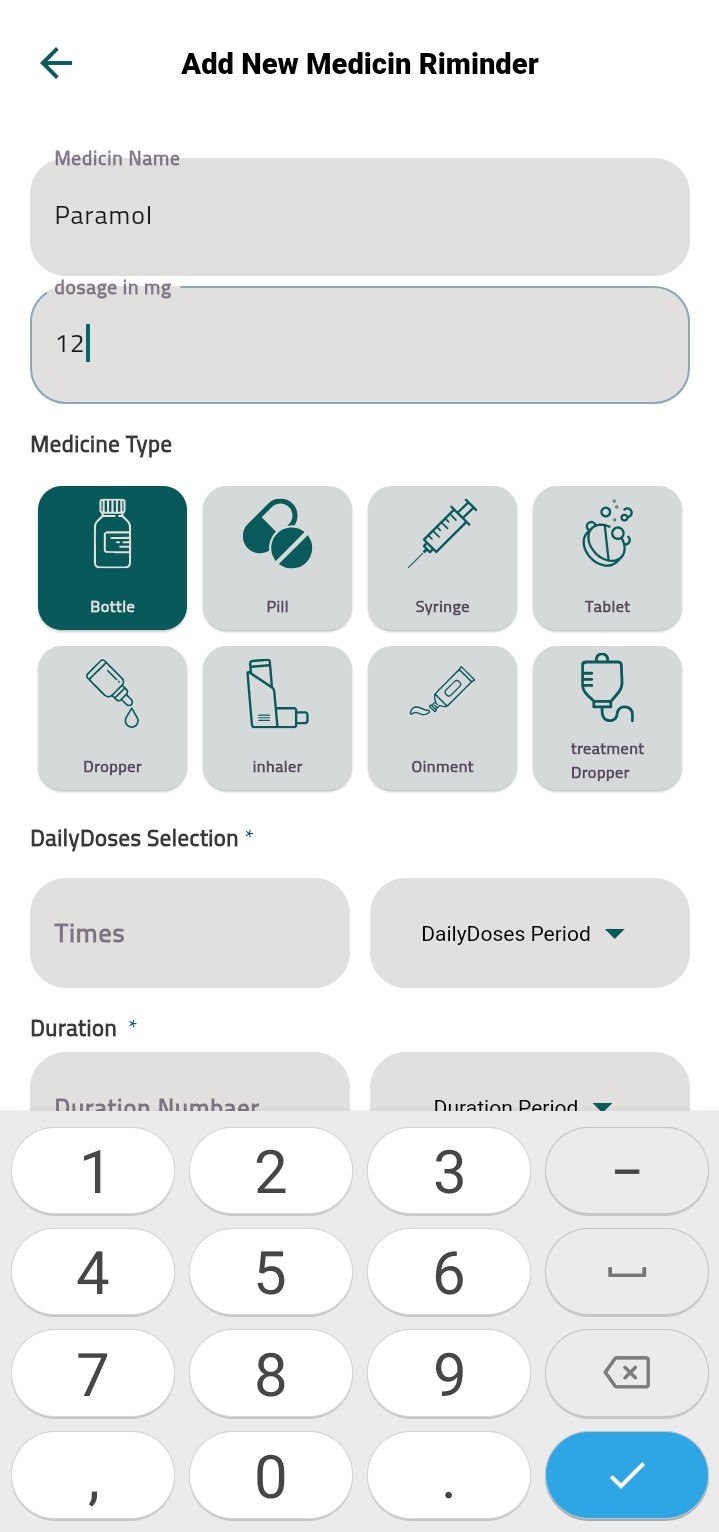 Add New Medicin Riminder
Medicin Name
Paramol
dosage in mg
12
Medicine Type
Bottle
Pill
Syringe
Tablet
Dropper
inhaler
Oinment
treatment
Dropper
DailyDoses Selection *
Times
DailyDoses Period
Duration *
Duration Numbaer
Duration Period
1 2 3 –
4 5 6
7 8 9
, 0 .